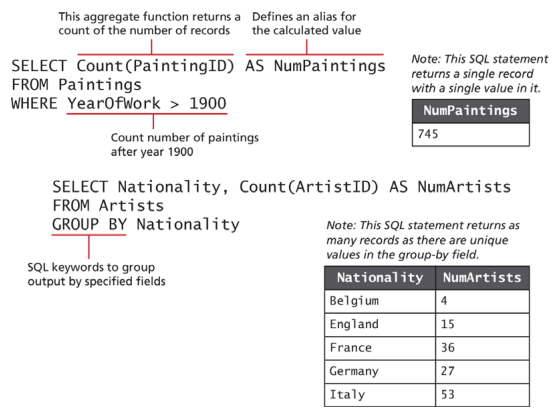 This aggregate function returns a
count of the number of records
Defines an alias for
the calculated value
SELECT Count(PaintingID) AS NumPaintings
FROM Paintings
WHERE YearOfWork > 1900
Count number of paintings
after year 1900
Note: This SQL statement
returns a single record
with a single value in it.
NumPaintings
745
SELECT Nationality, Count(ArtistID) AS NumArtists
FROM Artists
GROUP BY Nationality
SQL keywords to group
output by specified fields
Note: This SQL statement returns as
many records as there are unique
values in the group-by field.
Nationality NumArtists
Belgium 4
England 15
France 36
Germany 27
Italy 53